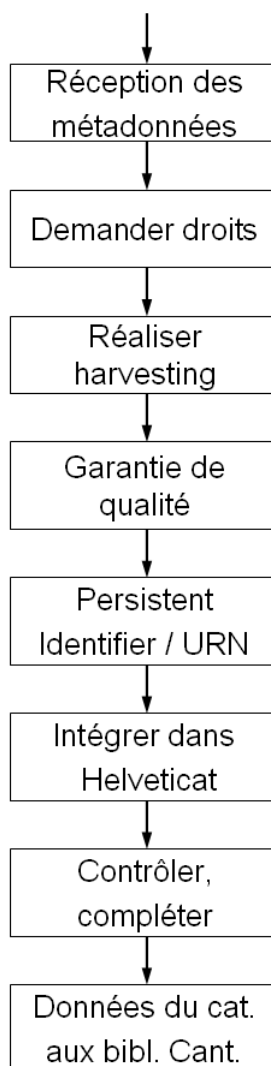 Réception des
métadonnées
Demander droits
Réaliser
harvesting
Garantie de
qualité
Persistent
Identifier / URN
Intégrer dans
Helveticat
Contrôler,
compléter
Données du cat.
aux bibl. Cant.